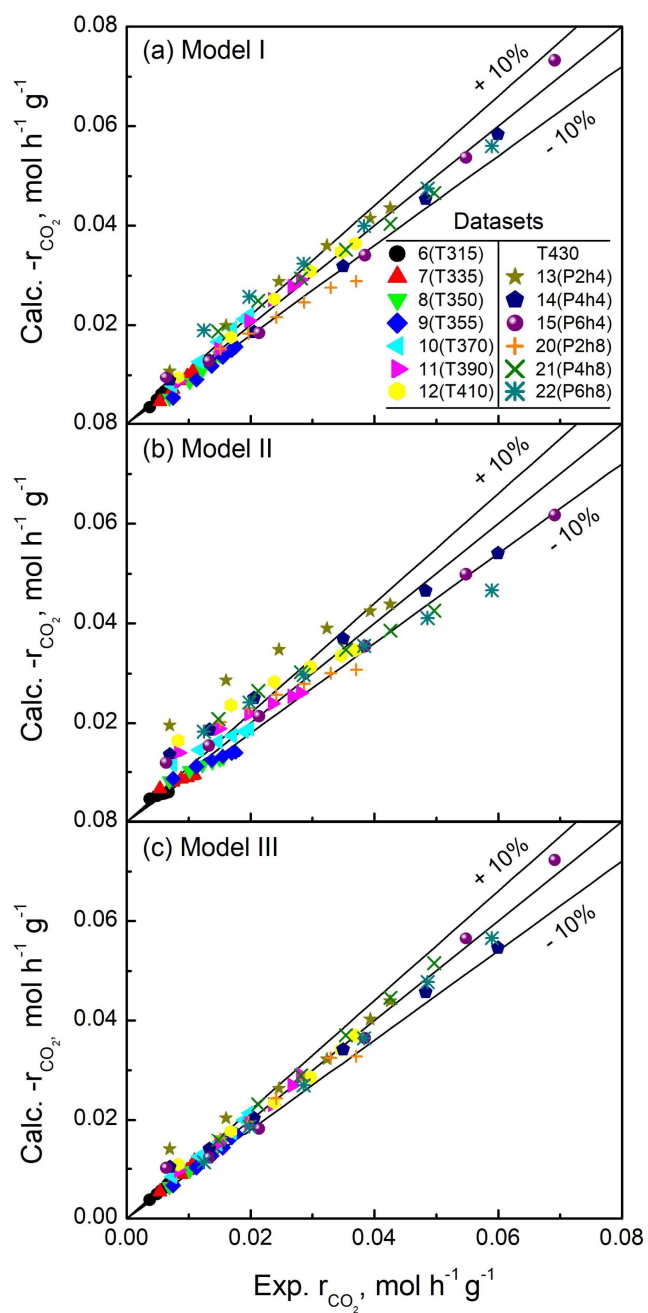 0.08
(a) Model I
+ 10%
- 10%
0.06
0.04
0.02
0.08
Calc. -r_CO₂, mol h⁻¹ g⁻¹
Datasets
6(T315)
7(T335)
8(T350)
9(T355)
10(T370)
11(T390)
12(T410)
T430
13(P2h4)
14(P4h4)
15(P6h4)
20(P2h8)
21(P4h8)
22(P6h8)
(b) Model II
+ 10%
- 10%
0.06
0.04
0.02
0.08
Calc. -r_CO₂, mol h⁻¹ g⁻¹
(c) Model III
+ 10%
- 10%
0.06
0.04
0.02
0.00
Calc. -r_CO₂, mol h⁻¹ g⁻¹
0.00 0.02 0.04 0.06 0.08
Exp. r_CO₂, mol h⁻¹ g⁻¹